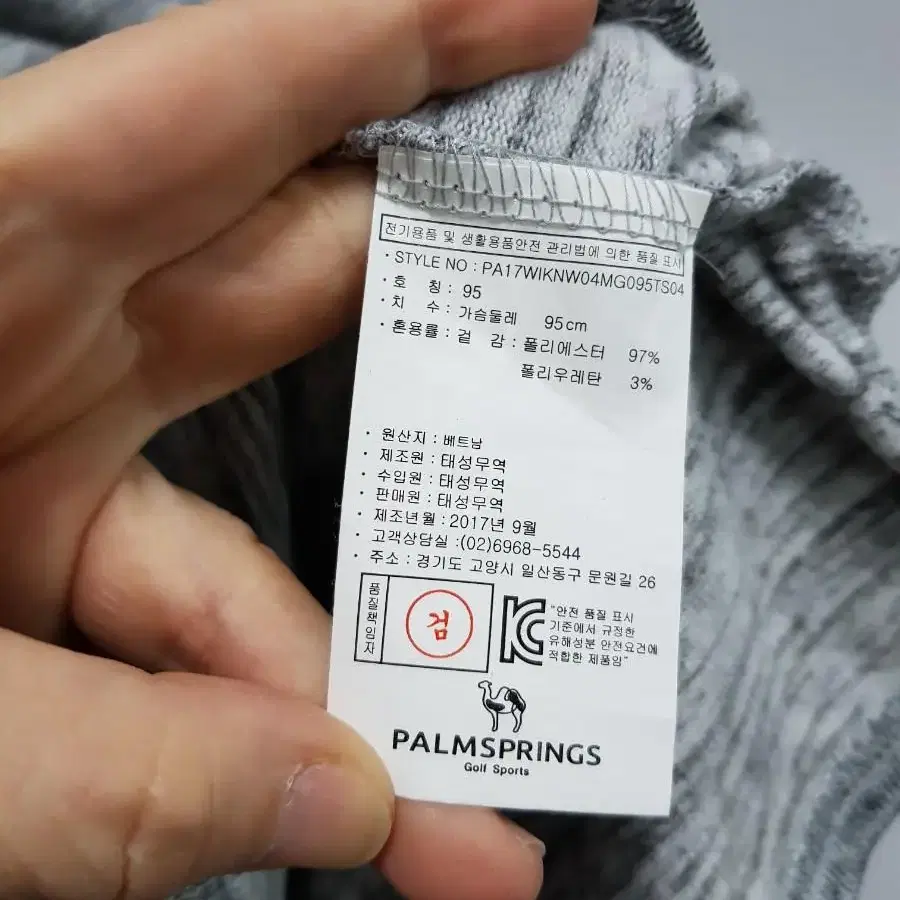 전기용품 및 생활용품안전 관리법에 의한 품질 표시
· STYLE NO : PA17WIKNW04MG095TS04
· 호 칭 : 95
· 치 수 : 가슴둘레 95cm
· 혼용률 : 겉 감 : 폴리에스터 97%
폴리우레탄 3%
· 원산지 : 베트남
· 제조원 : 태성무역
· 수입원 : 태성무역
· 판매원 : 태성무역
· 제조년월 : 2017년 9월
· 고객상담실 :(02)6968-5544
· 주소 : 경기도 고양시 일산동구 문원길 26
품질책임자
검
"안전 품질 표시
기준에서 규정한
유해성분 안전요건에
적합한 제품임"
PALMSPRINGS
Golf Sports